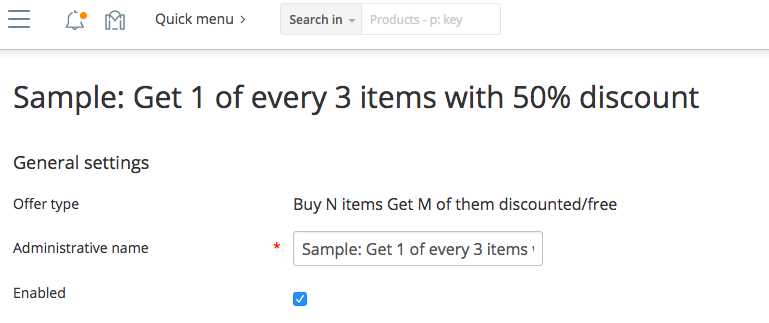 Quick menu >
Search in Products - p: key
Sample: Get 1 of every 3 items with 50% discount
General settings
Offer type Buy N items Get M of them discounted/free
Administrative name * Sample: Get 1 of every 3 items
Enabled